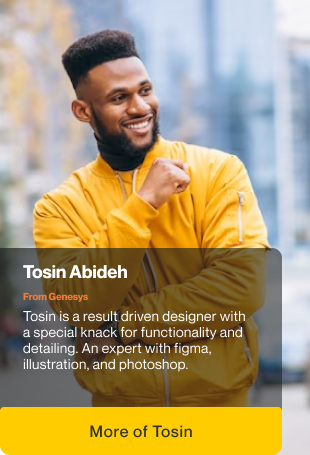 Tosin Abideh
From Genesys
Tosin is a result driven designer with
a special knack for functionality and
detailing. An expert with figma,
illustration, and photoshop.
More of Tosin